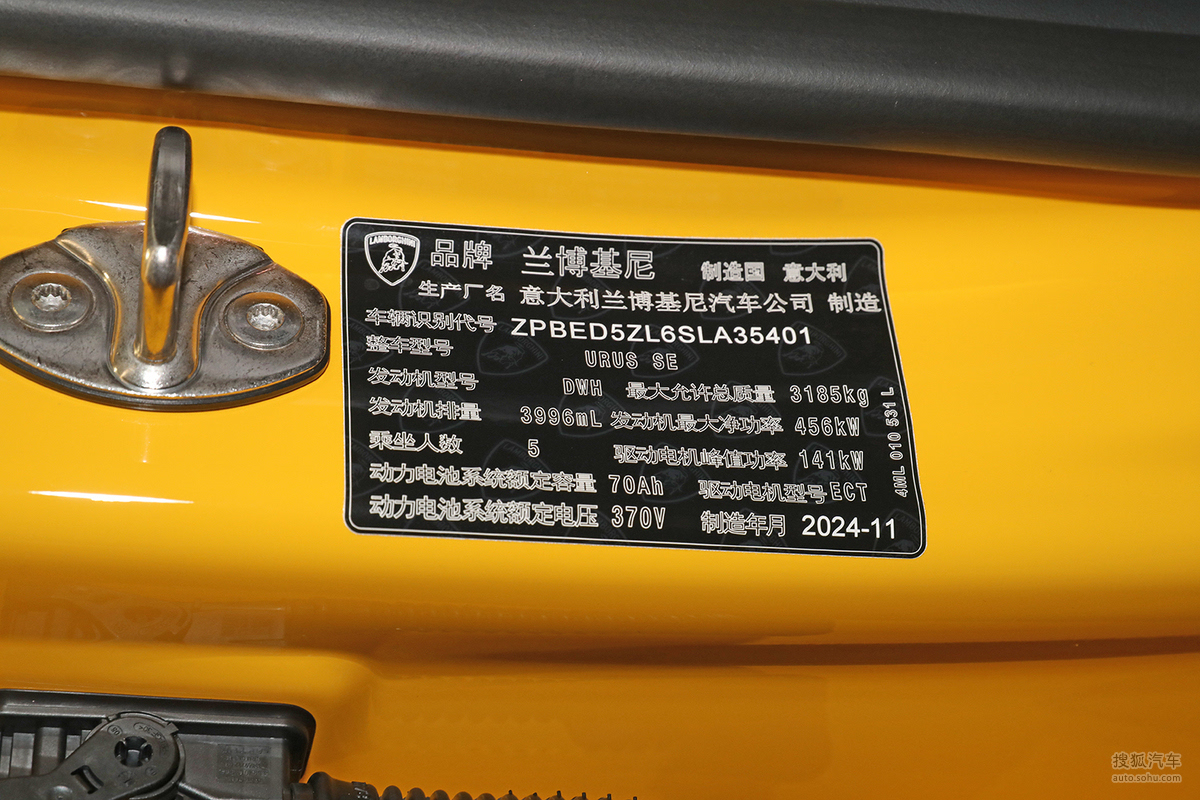 LAMBORGHINI
品牌 兰博基尼 制造国 意大利
生产厂名 意大利兰博基尼汽车公司 制造
车辆识别代号 ZPBED5ZL6SLA35401
整车型号 URUS SE
发动机型号 DWH 最大允许总质量 3185kg
发动机排量 3996mL 发动机最大净功率 456kW
乘坐人数 5 驱动电机峰值功率 141kW
动力电池系统额定容量 70Ah 驱动电机型号 ECT
动力电池系统额定电压 370V 制造年月 2024-11
4ML 010 531 L
搜狐汽车
auto.sohu.com